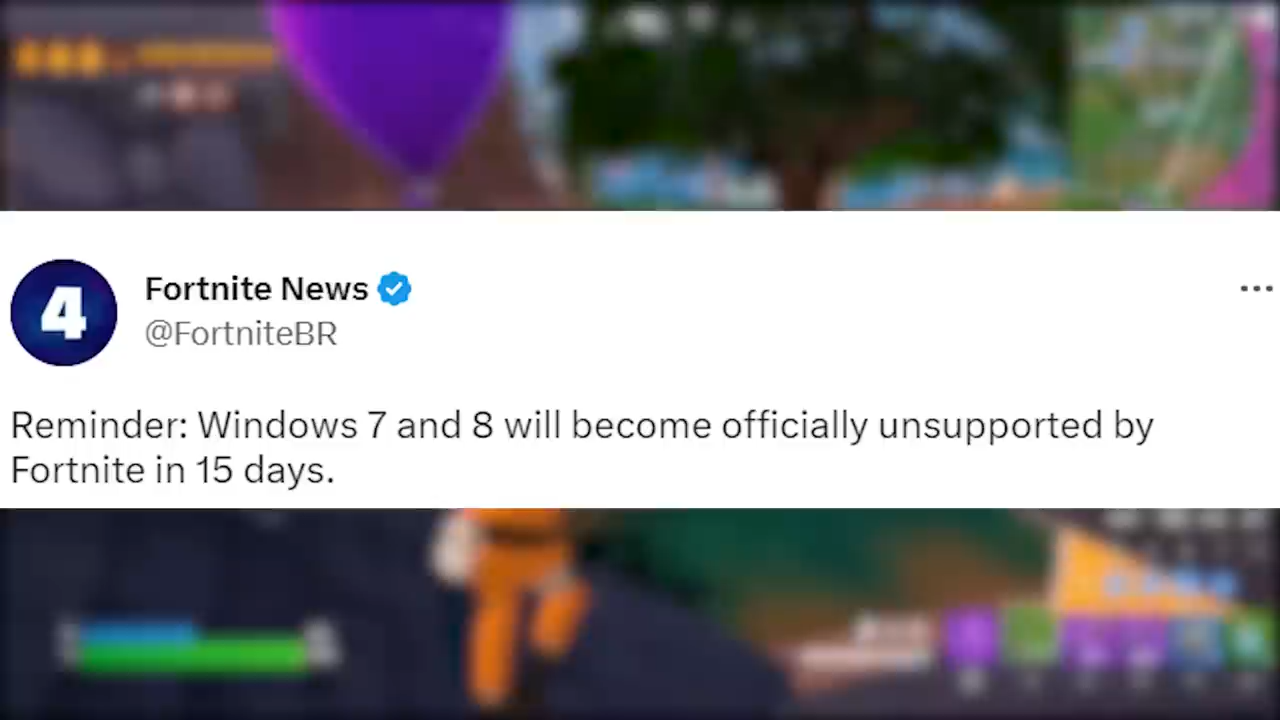 4
Fortnite News
@FortniteBR
Reminder: Windows 7 and 8 will become officially unsupported by
Fortnite in 15 days.